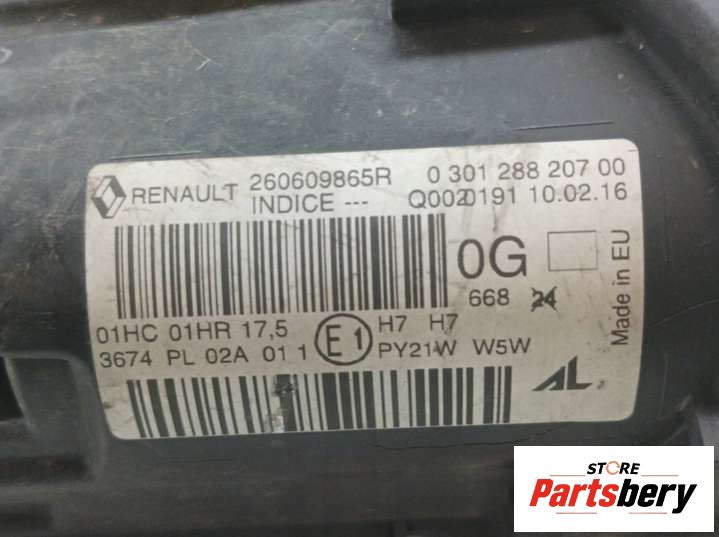 RENAULT 260609865R 0 301 288 207 00
INDICE --- Q0020191 10.02.16
0G
668 24
Made in EU
01HC 01HR 17,5 E1 H7 H7
3674 PL 02A 01 1 PY21W W5W
AL
STORE
Partsbery